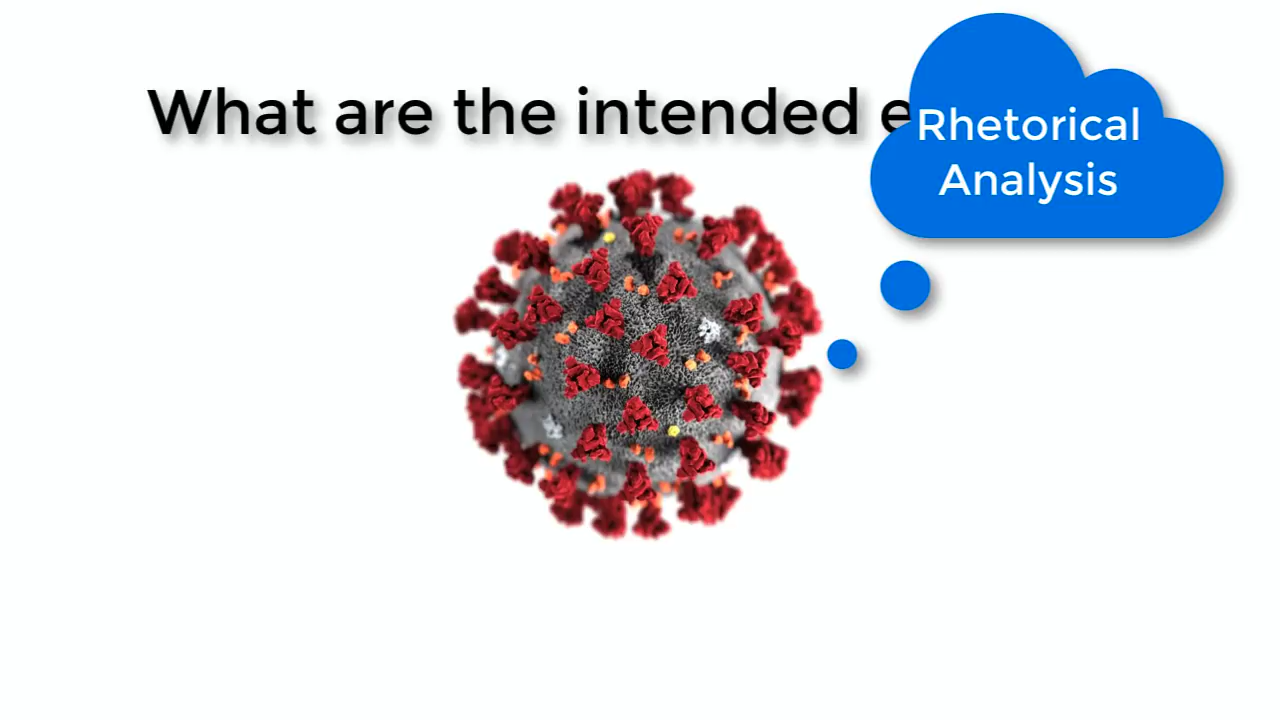 What are the intended
Rhetorical
Analysis